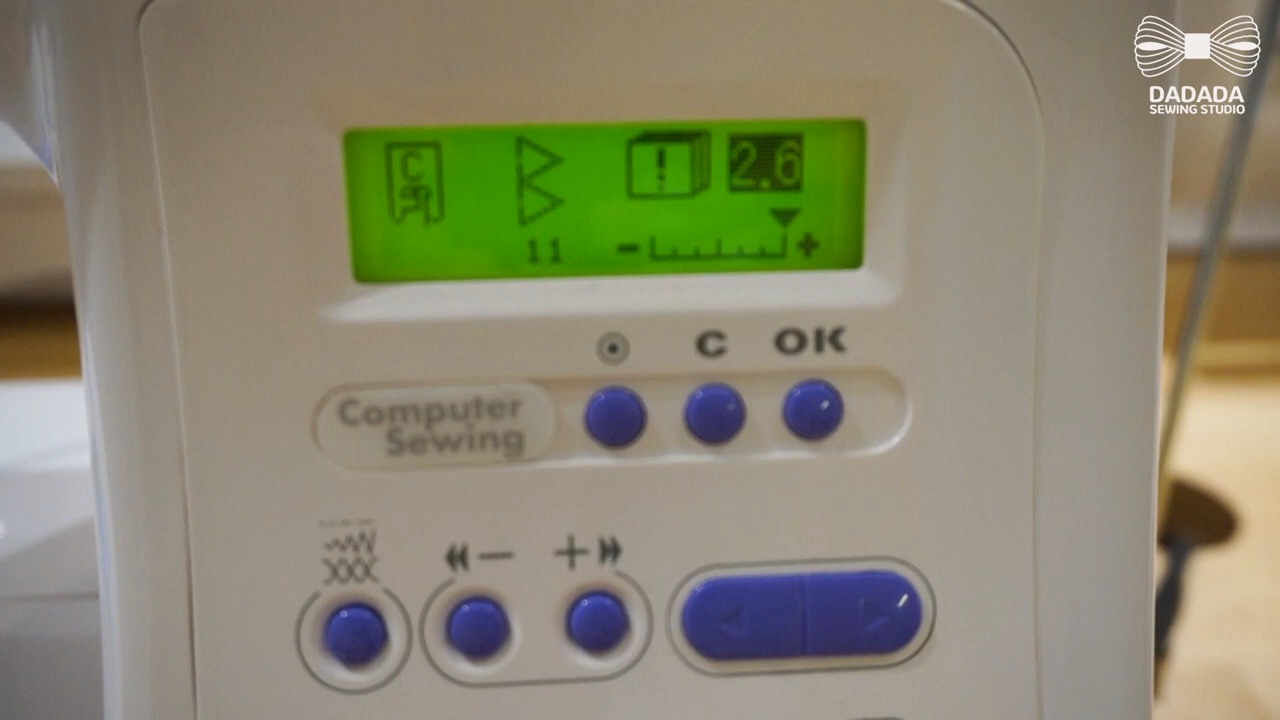 DADADA
SEWING STUDIO
C
! 2.6
11 - +
C OK
Computer
Sewing
- +